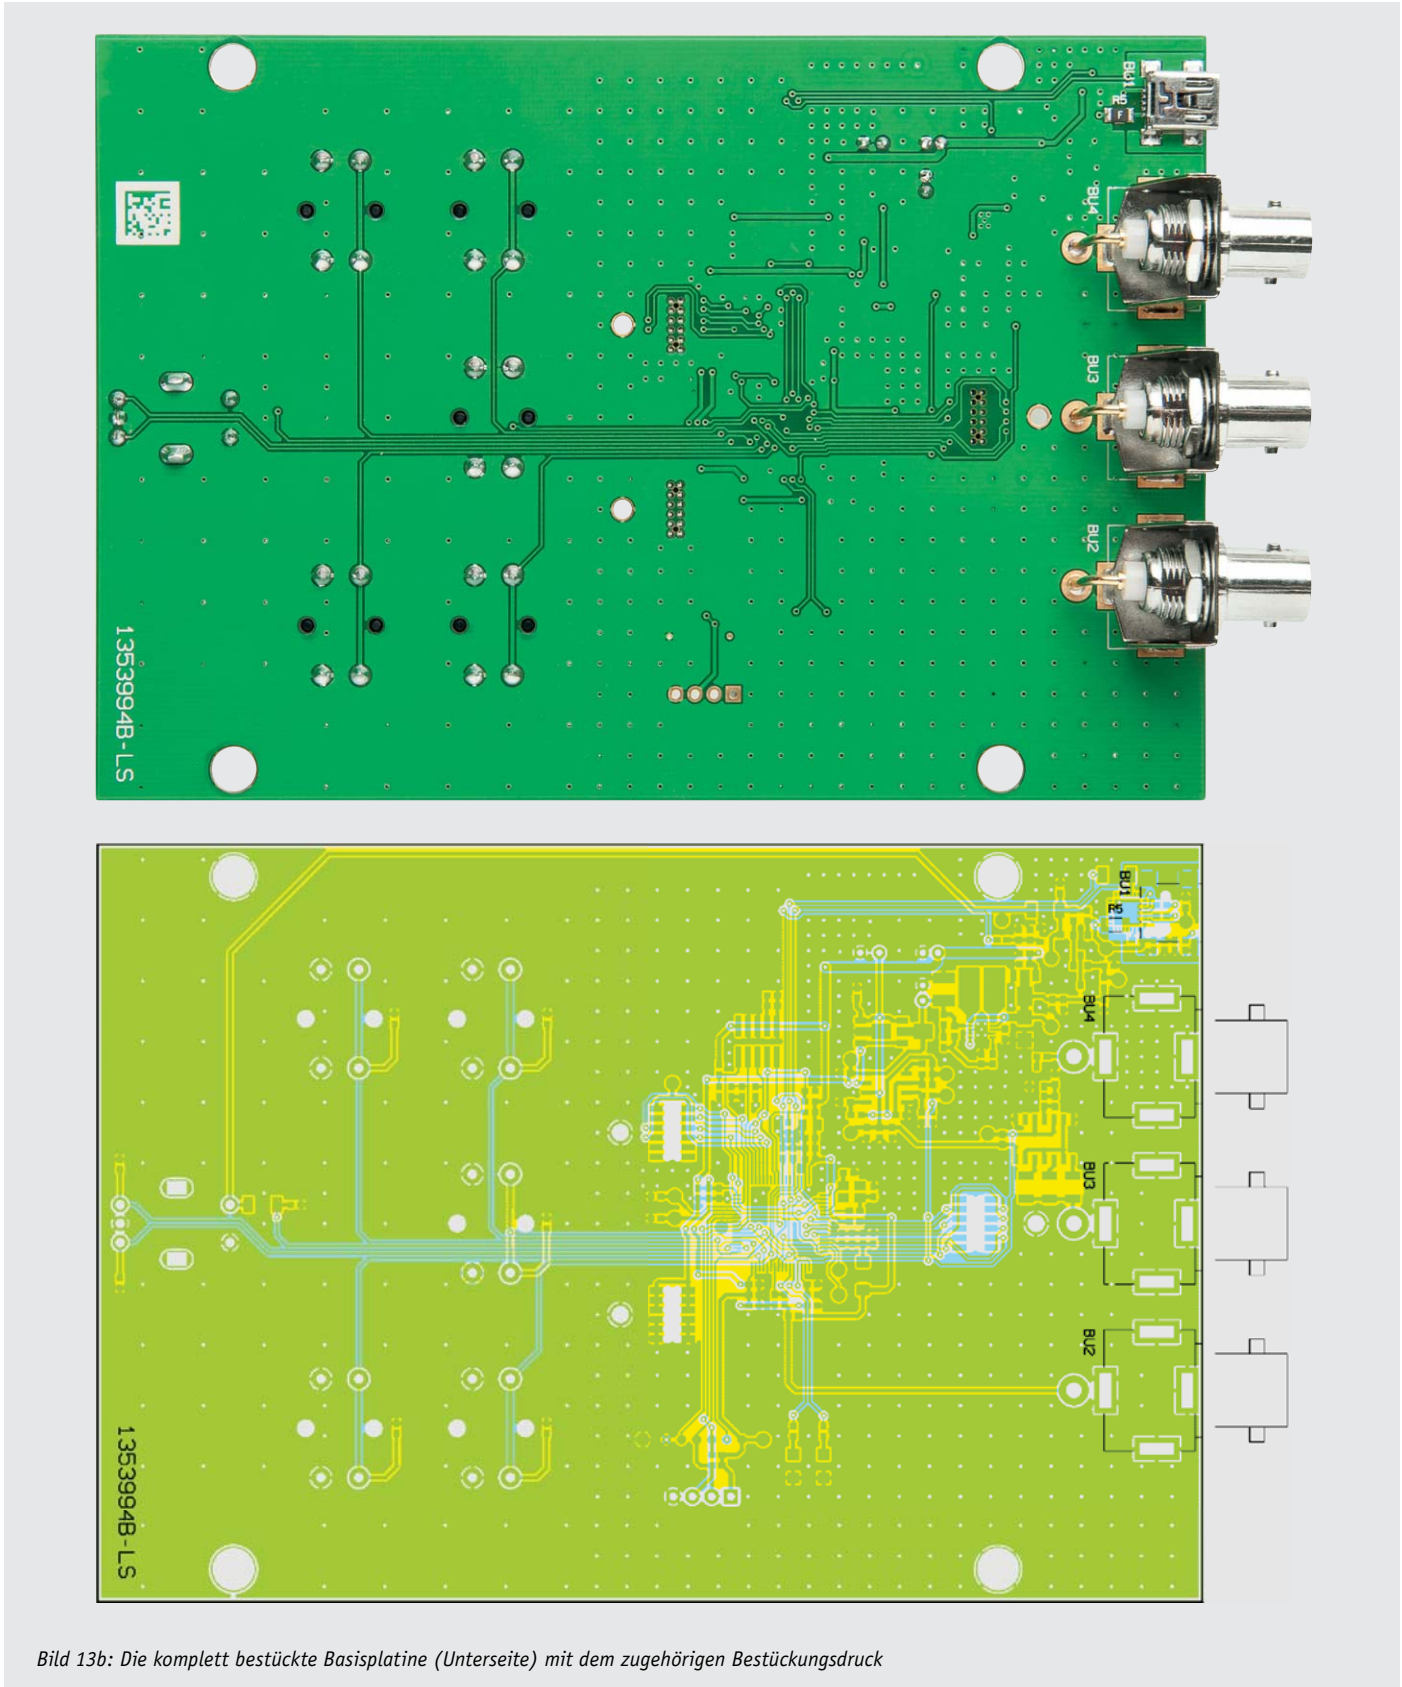 BU1
R5
F
BU4
BU3
BU2
1353994B-LS
BU1
R5
BU4
BU3
BU2
1353994B-LS
Bild 13b: Die komplett bestückte Basisplatine (Unterseite) mit dem zugehörigen Bestückungsdruck